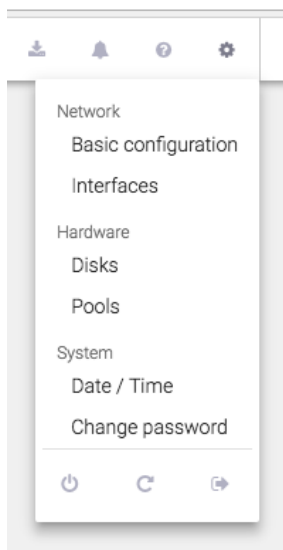 Network
Basic configuration
Interfaces
Hardware
Disks
Pools
System
Date / Time
Change password